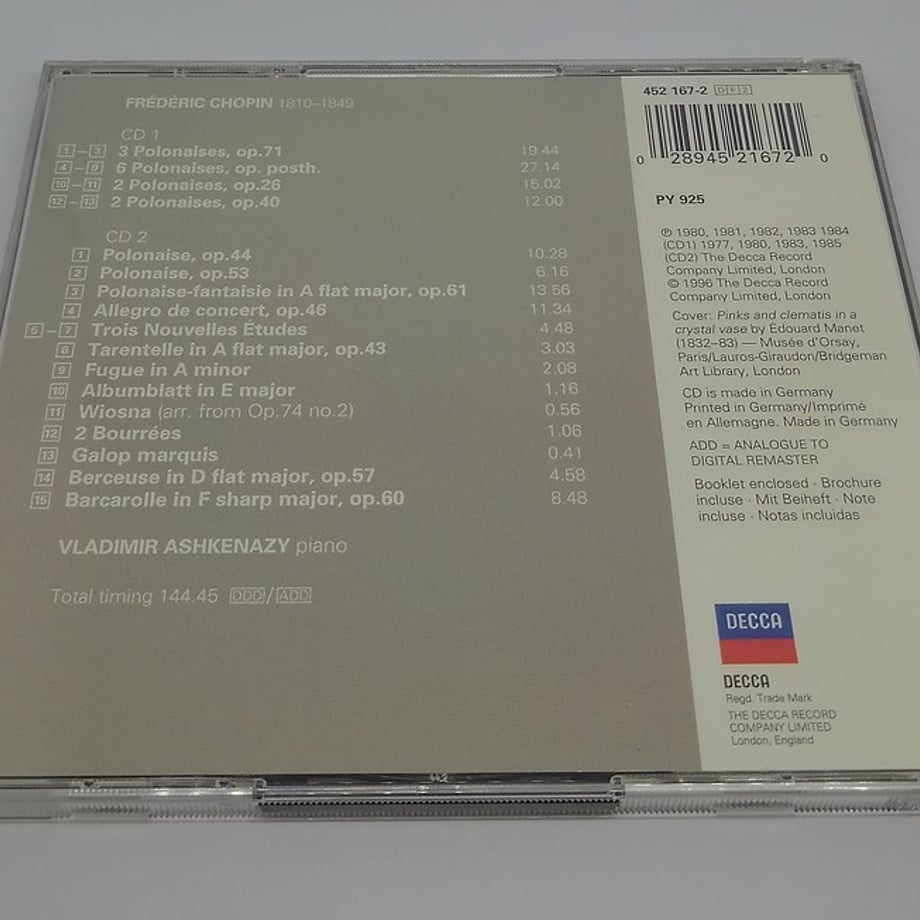 FRÉDÉRIC CHOPIN 1810–1849
CD 1
1 – 3 3 Polonaises, op.71 19.44
4 – 9 6 Polonaises, op. posth. 27.14
10 – 11 2 Polonaises, op.26 15.02
12 – 13 2 Polonaises, op.40 12.00
CD 2
1 Polonaise, op.44 10.28
2 Polonaise, op.53 6.16
3 Polonaise-fantaisie in A flat major, op.61 13.56
4 Allegro de concert, op.46 11.34
5 – 7 Trois Nouvelles Études 4.48
8 Tarentelle in A flat major, op.43 3.03
9 Fugue in A minor 2.08
10 Albumblatt in E major 1.16
11 Wiosna (arr. from Op.74 no.2) 0.56
12 2 Bourrées 1.06
13 Galop marquis 0.41
14 Berceuse in D flat major, op.57 4.58
15 Barcarolle in F sharp major, op.60 8.48
VLADIMIR ASHKENAZY piano
Total timing 144.45 DDD/ADD
452 167-2 DF2
0 28945 21672 0
PY 925
℗ 1980, 1981, 1982, 1983 1984
(CD1) 1977, 1980, 1983, 1985
(CD2) The Decca Record
Company Limited, London
© 1996 The Decca Record
Company Limited, London
Cover: Pinks and clematis in a
crystal vase by Édouard Manet
(1832–83) — Musée d'Orsay,
Paris/Lauros-Giraudon/Bridgeman
Art Library, London
CD is made in Germany
Printed in Germany/Imprimé
en Allemagne. Made in Germany
ADD = ANALOGUE TO
DIGITAL REMASTER
Booklet enclosed · Brochure
incluse · Mit Beiheft · Note
incluse · Notas incluidas
DECCA
DECCA
Regd. Trade Mark
THE DECCA RECORD
COMPANY LIMITED
London, England